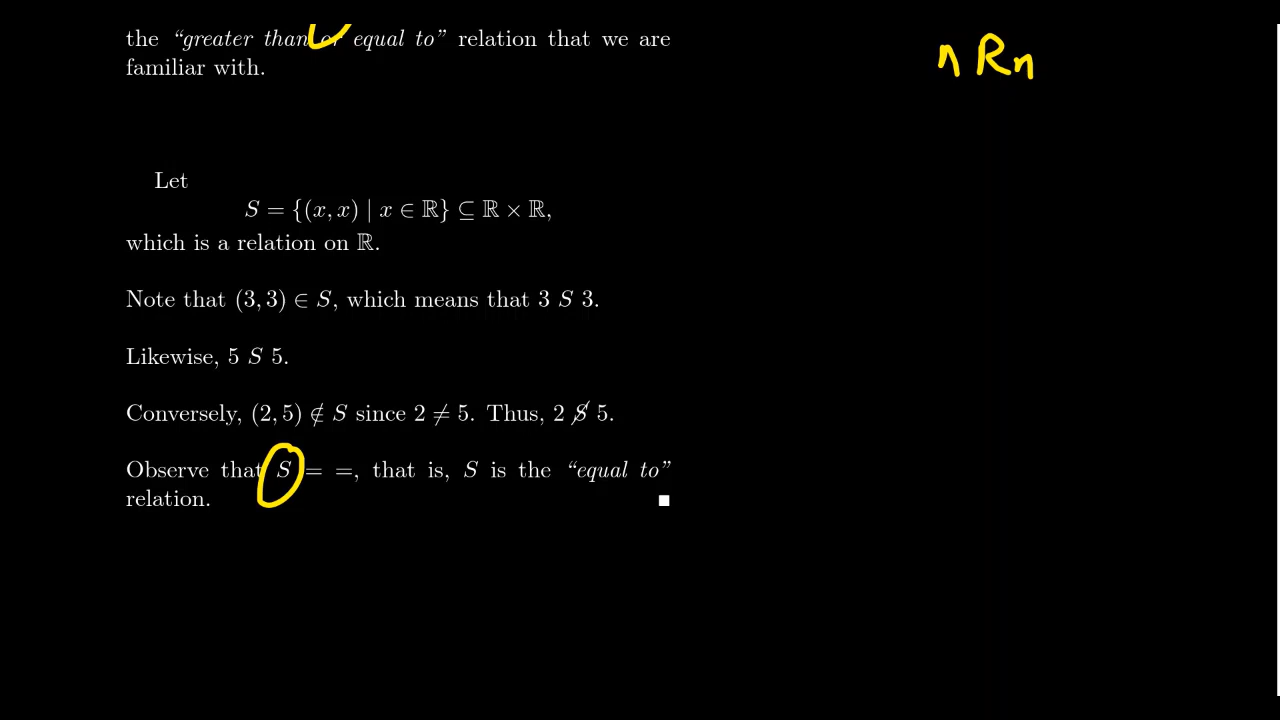 the “greater than or equal to” relation that we are
familiar with.
n R n
Let
S = {(x, x) | x ∈ ℝ} ⊆ ℝ × ℝ,
which is a relation on ℝ.
Note that (3, 3) ∈ S, which means that 3 S 3.
Likewise, 5 S 5.
Conversely, (2, 5) ∉ S since 2 ≠ 5. Thus, 2 S̸ 5.
Observe that S = =, that is, S is the “equal to”
relation. ■